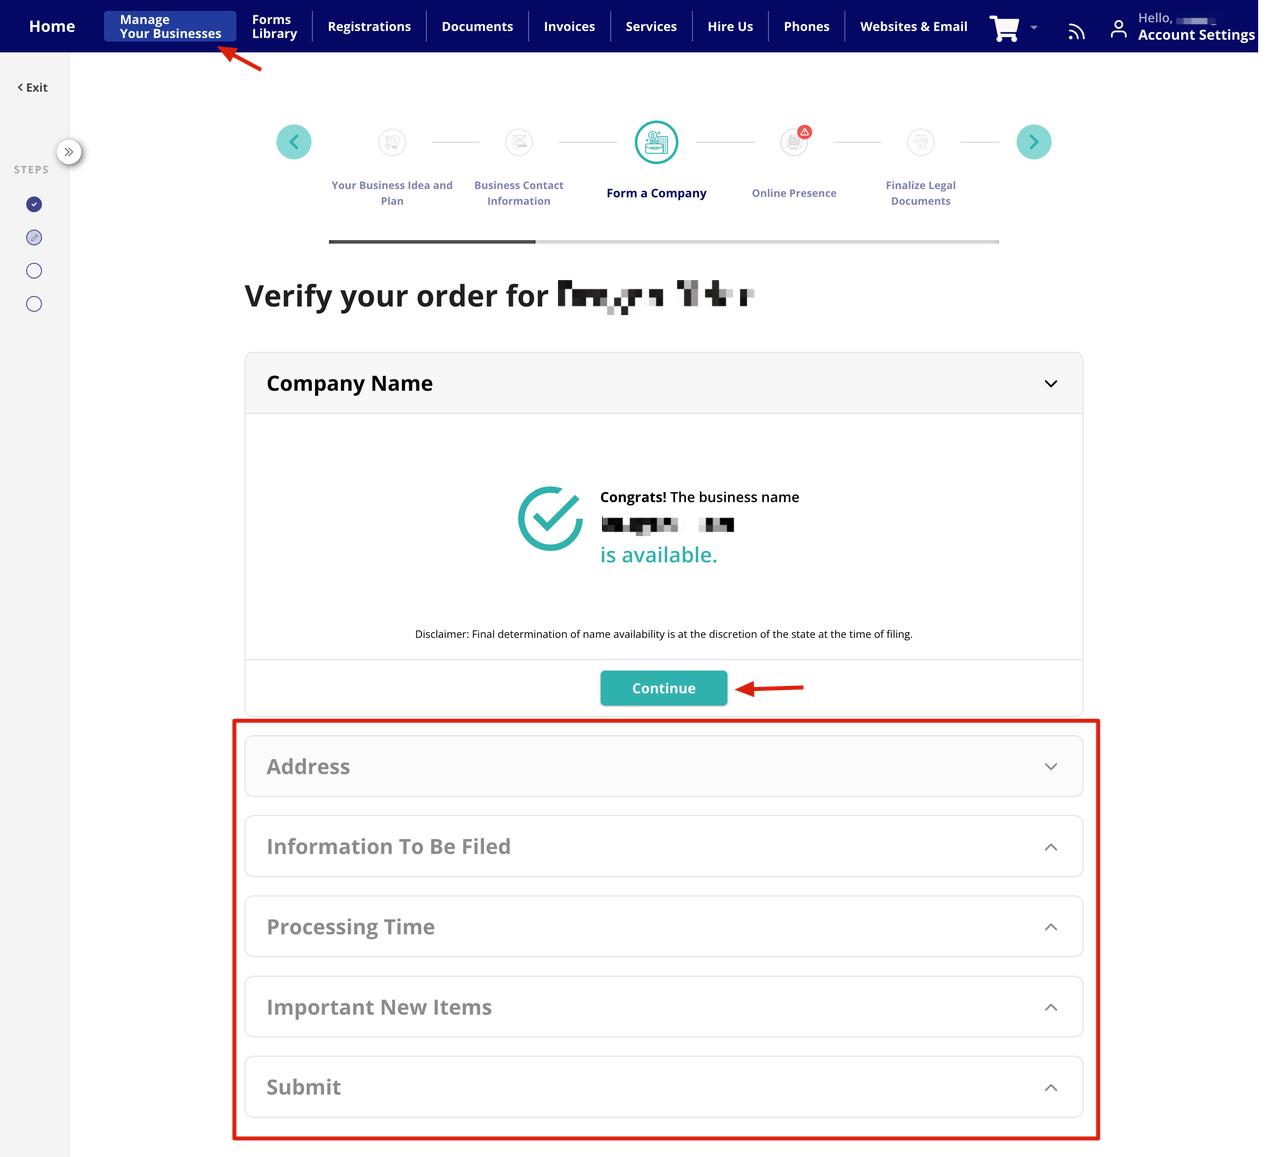 Home
Manage
Your Businesses
Forms
Library
Registrations
Documents
Invoices
Services
Hire Us
Phones
Websites & Email
Hello,
Account Settings
Exit
STEPS
Your Business Idea and
Plan
Business Contact
Information
Form a Company
Online Presence
Finalize Legal
Documents
Verify your order for
Company Name
Congrats! The business name
is available.
Disclaimer: Final determination of name availability is at the discretion of the state at the time of filing.
Continue
Address
Information To Be Filed
Processing Time
Important New Items
Submit